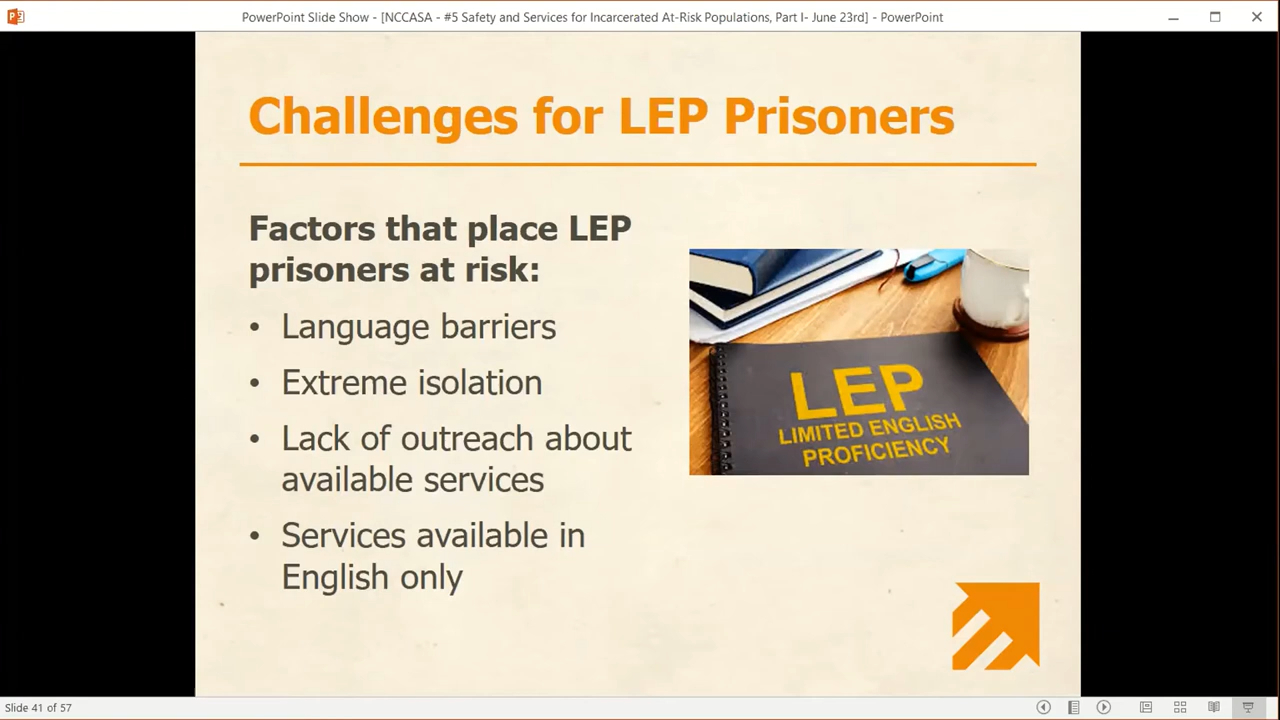 PowerPoint Slide Show - [NCCASA - #5 Safety and Services for Incarcerated At-Risk Populations, Part I- June 23rd] - PowerPoint
Challenges for LEP Prisoners
Factors that place LEP
prisoners at risk:
• Language barriers
• Extreme isolation
• Lack of outreach about
available services
• Services available in
English only
LEP
LIMITED ENGLISH
PROFICIENCY
Slide 41 of 57